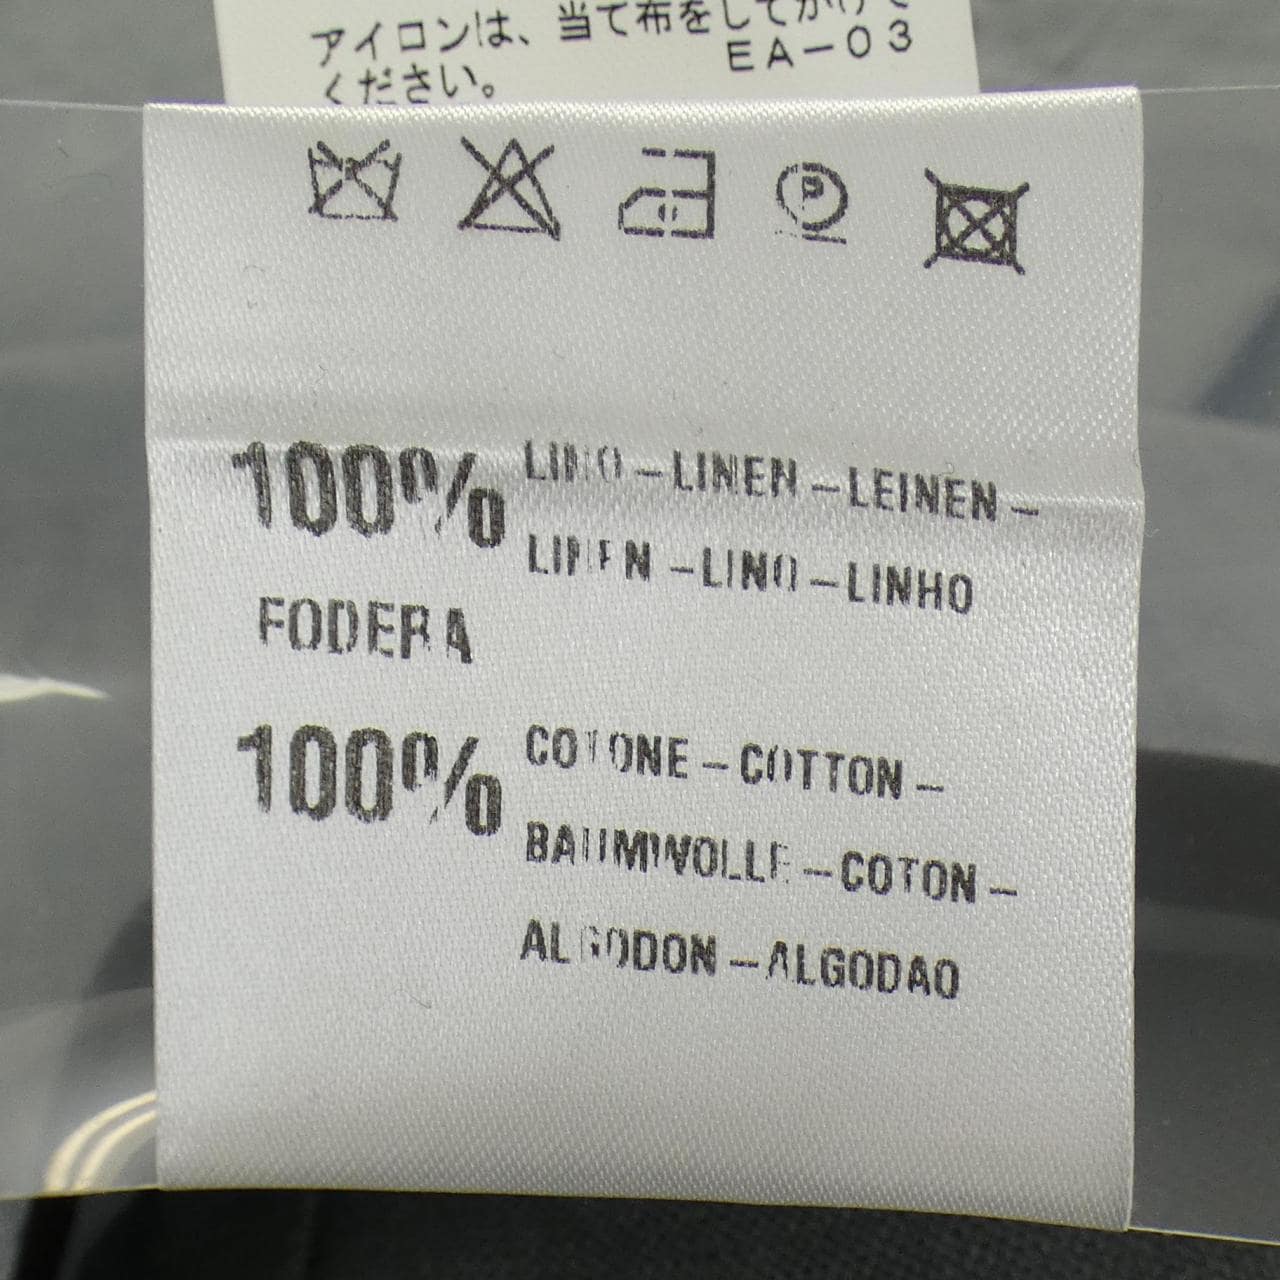 アイロンは、当て布をしてかけて
ください。 EA-03
P
100% LINO-LINEN-LEINEN-
LINEN-LINO-LINHO
FODERA
100% COTONE-COTTON-
BAUMWOLLE-COTON-
ALGODON-ALGODAO